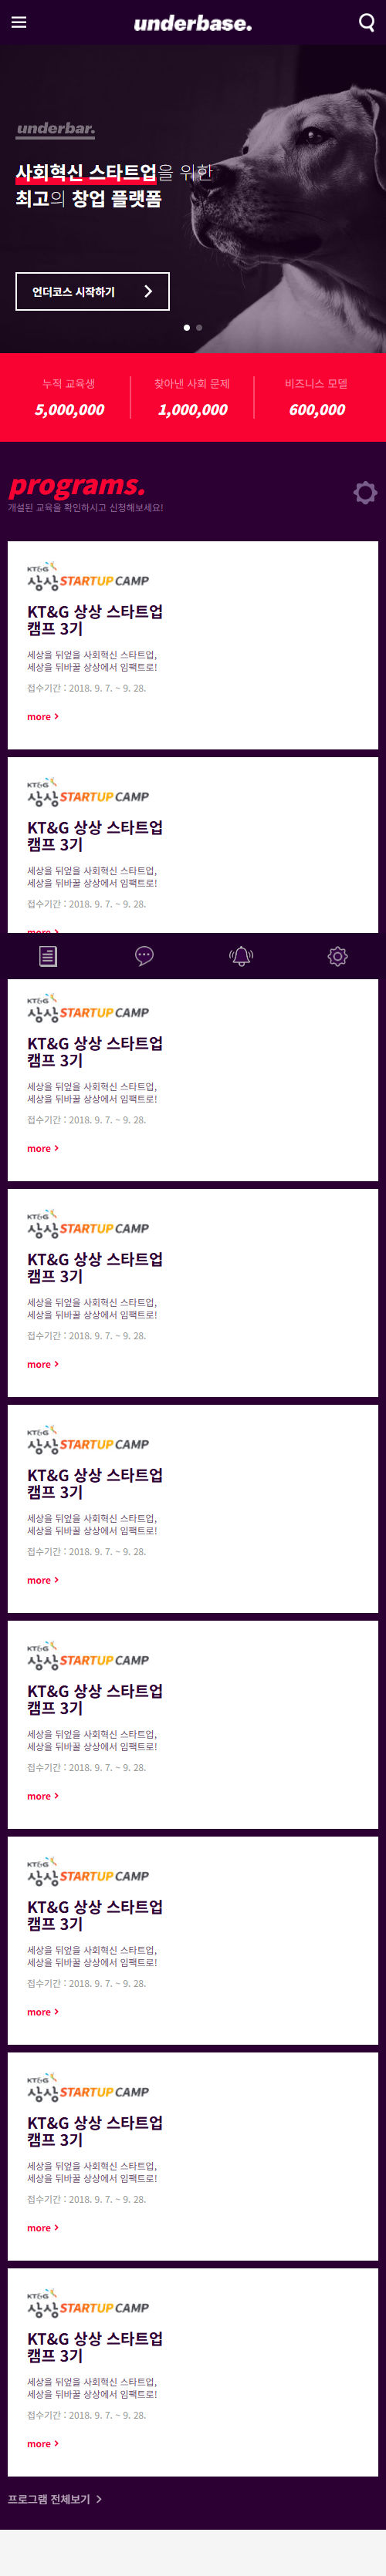 underbase.
underbar.
사회혁신 스타트업을 위한
최고의 창업 플랫폼
언더코스 시작하기
누적 교육생
찾아낸 사회 문제
비즈니스 모델
5,000,000
1,000,000
600,000
programs.
개설된 교육을 확인하시고 신청해보세요!
KT&G
상상 STARTUP CAMP
KT&G 상상 스타트업
캠프 3기
세상을 뒤엎을 사회혁신 스타트업,
세상을 뒤바꿀 상상에서 임팩트로!
접수기간 : 2018. 9. 7. ~ 9. 28.
more
KT&G
상상 STARTUP CAMP
KT&G 상상 스타트업
캠프 3기
세상을 뒤엎을 사회혁신 스타트업,
세상을 뒤바꿀 상상에서 임팩트로!
접수기간 : 2018. 9. 7. ~ 9. 28.
more
KT&G
상상 STARTUP CAMP
KT&G 상상 스타트업
캠프 3기
세상을 뒤엎을 사회혁신 스타트업,
세상을 뒤바꿀 상상에서 임팩트로!
접수기간 : 2018. 9. 7. ~ 9. 28.
more
KT&G
상상 STARTUP CAMP
KT&G 상상 스타트업
캠프 3기
세상을 뒤엎을 사회혁신 스타트업,
세상을 뒤바꿀 상상에서 임팩트로!
접수기간 : 2018. 9. 7. ~ 9. 28.
more
KT&G
상상 STARTUP CAMP
KT&G 상상 스타트업
캠프 3기
세상을 뒤엎을 사회혁신 스타트업,
세상을 뒤바꿀 상상에서 임팩트로!
접수기간 : 2018. 9. 7. ~ 9. 28.
more
KT&G
상상 STARTUP CAMP
KT&G 상상 스타트업
캠프 3기
세상을 뒤엎을 사회혁신 스타트업,
세상을 뒤바꿀 상상에서 임팩트로!
접수기간 : 2018. 9. 7. ~ 9. 28.
more
KT&G
상상 STARTUP CAMP
KT&G 상상 스타트업
캠프 3기
세상을 뒤엎을 사회혁신 스타트업,
세상을 뒤바꿀 상상에서 임팩트로!
접수기간 : 2018. 9. 7. ~ 9. 28.
more
KT&G
상상 STARTUP CAMP
KT&G 상상 스타트업
캠프 3기
세상을 뒤엎을 사회혁신 스타트업,
세상을 뒤바꿀 상상에서 임팩트로!
접수기간 : 2018. 9. 7. ~ 9. 28.
more
KT&G
상상 STARTUP CAMP
KT&G 상상 스타트업
캠프 3기
세상을 뒤엎을 사회혁신 스타트업,
세상을 뒤바꿀 상상에서 임팩트로!
접수기간 : 2018. 9. 7. ~ 9. 28.
more
프로그램 전체보기